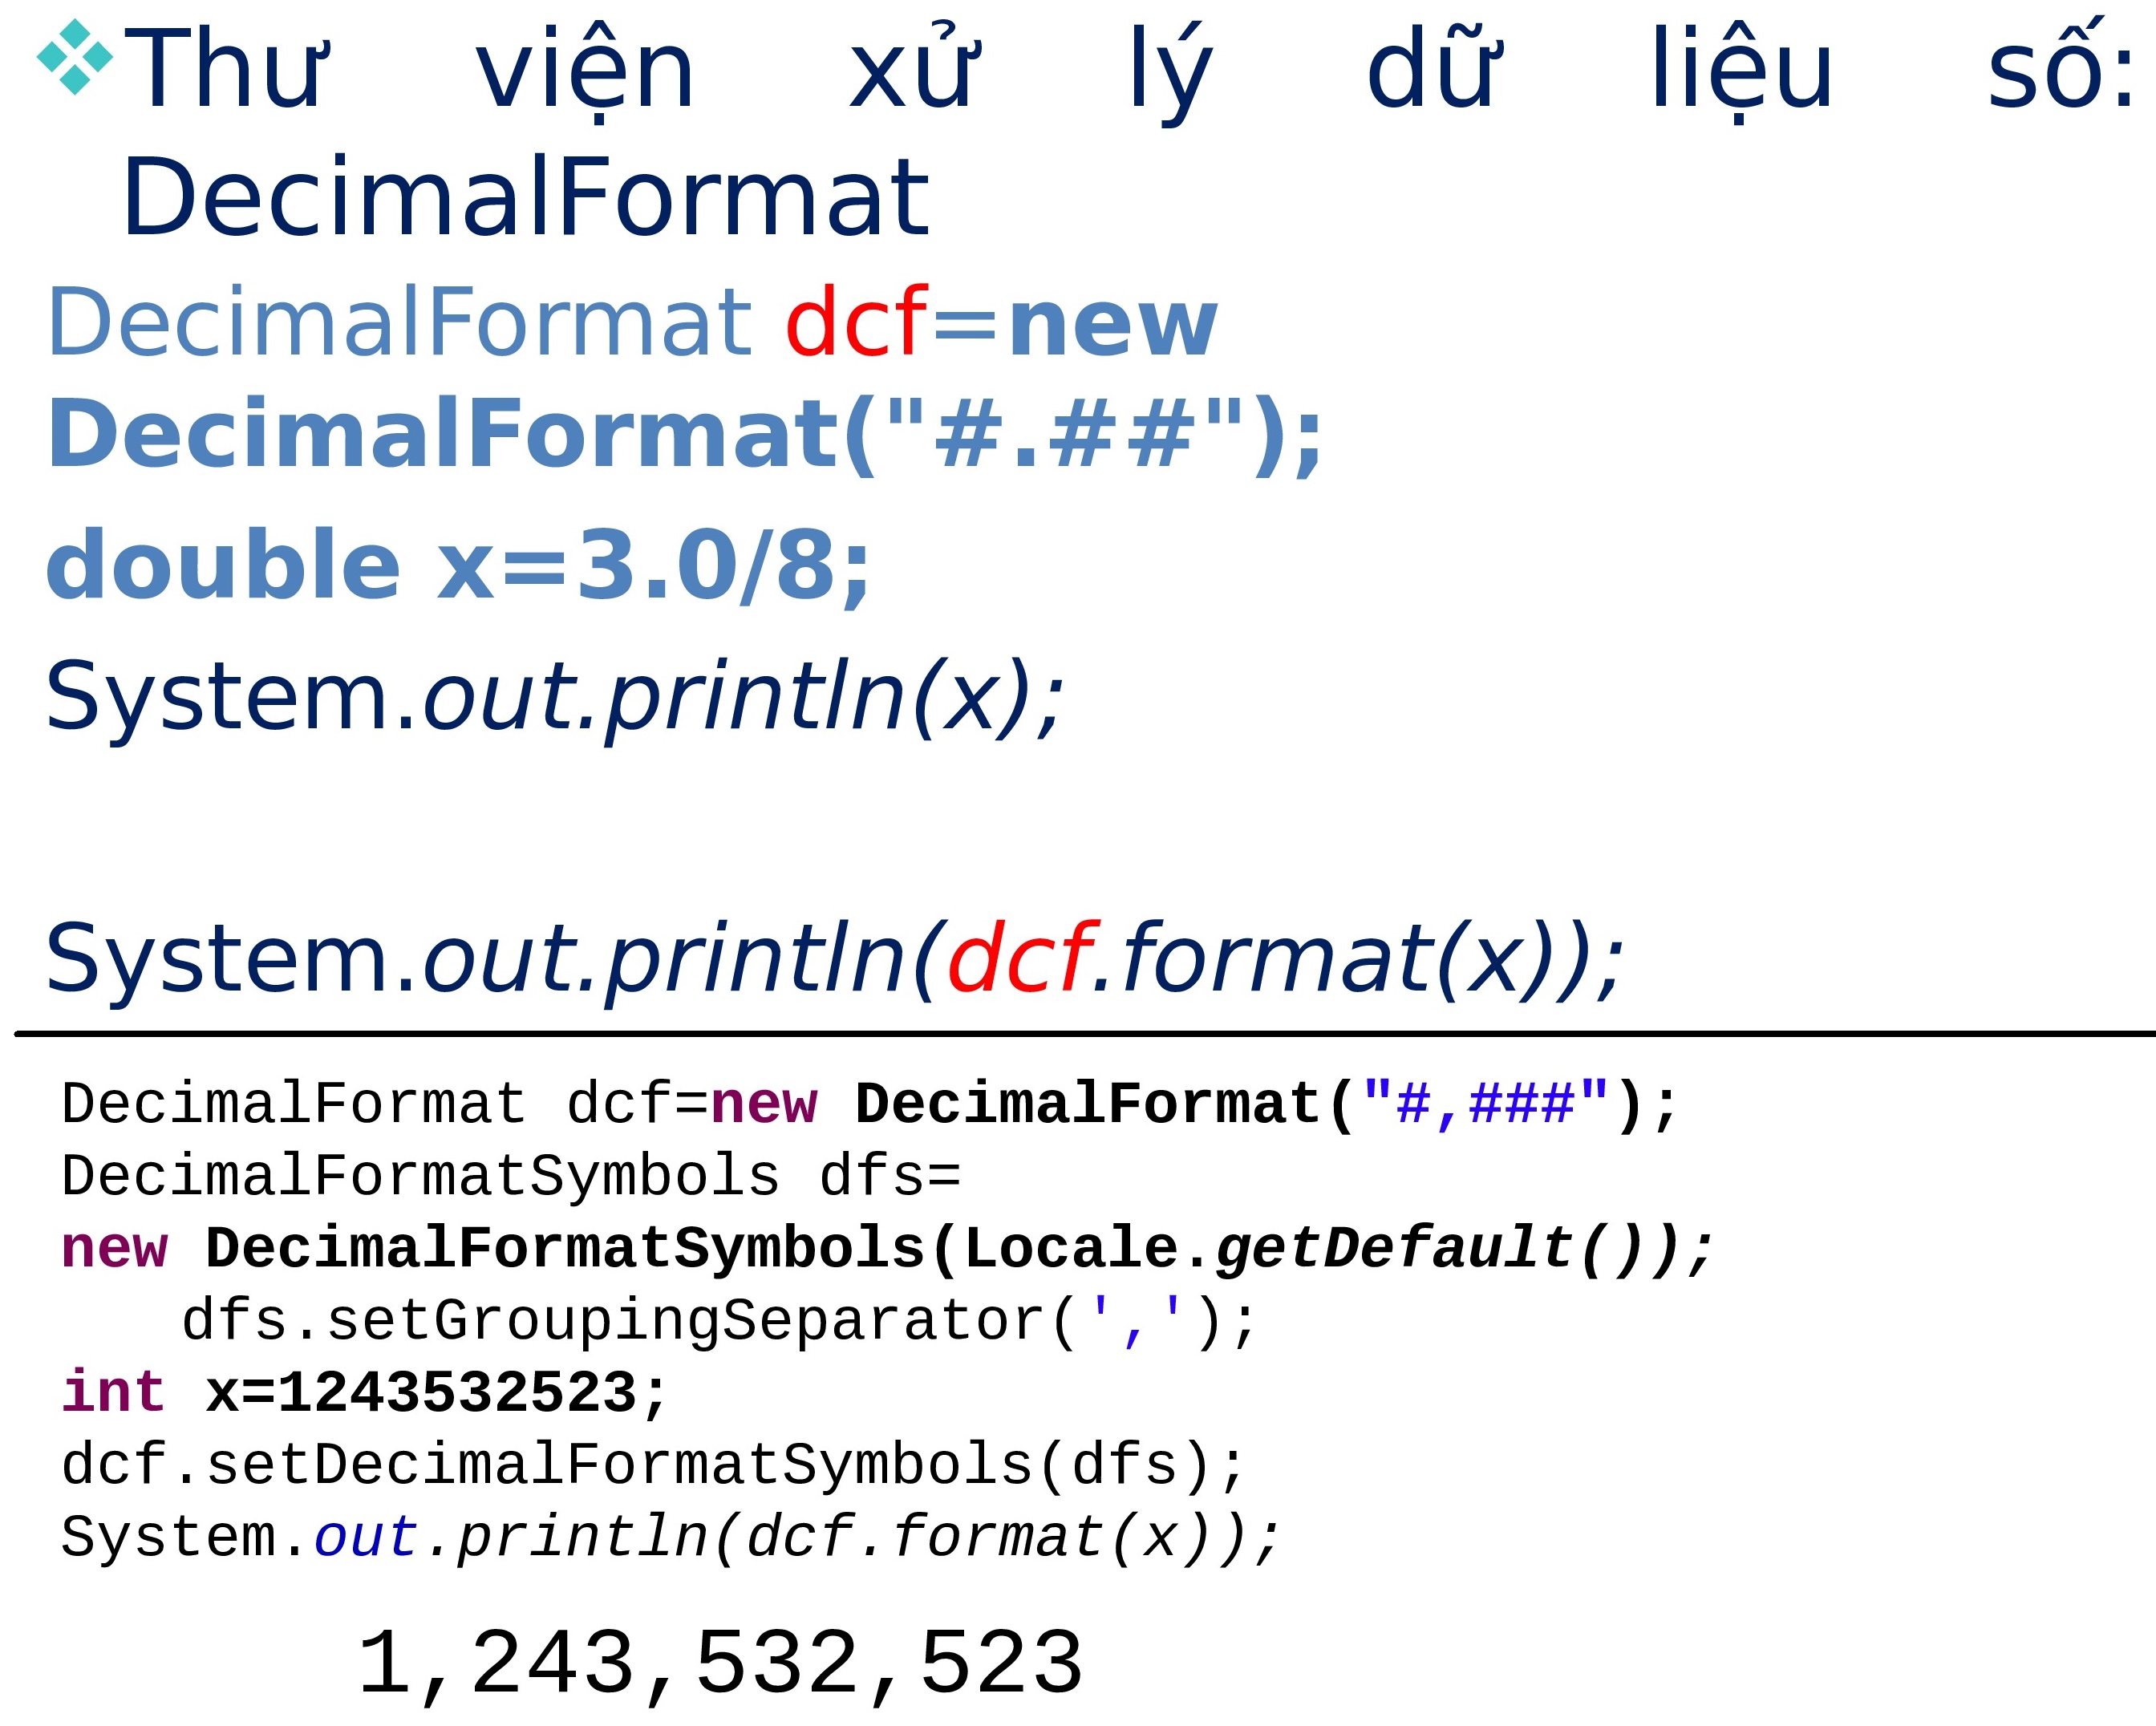 Thư viện xử lý dữ liệu số:
DecimalFormat
DecimalFormat dcf=new
DecimalFormat("#.##");
double x=3.0/8;
System.out.println(x);
System.out.println(dcf.format(x));
DecimalFormat dcf=new DecimalFormat("#,###");
DecimalFormatSymbols dfs=
new DecimalFormatSymbols(Locale.getDefault());
dfs.setGroupingSeparator(',');
int x=1243532523;
dcf.setDecimalFormatSymbols(dfs);
System.out.println(dcf.format(x));
1,243,532,523